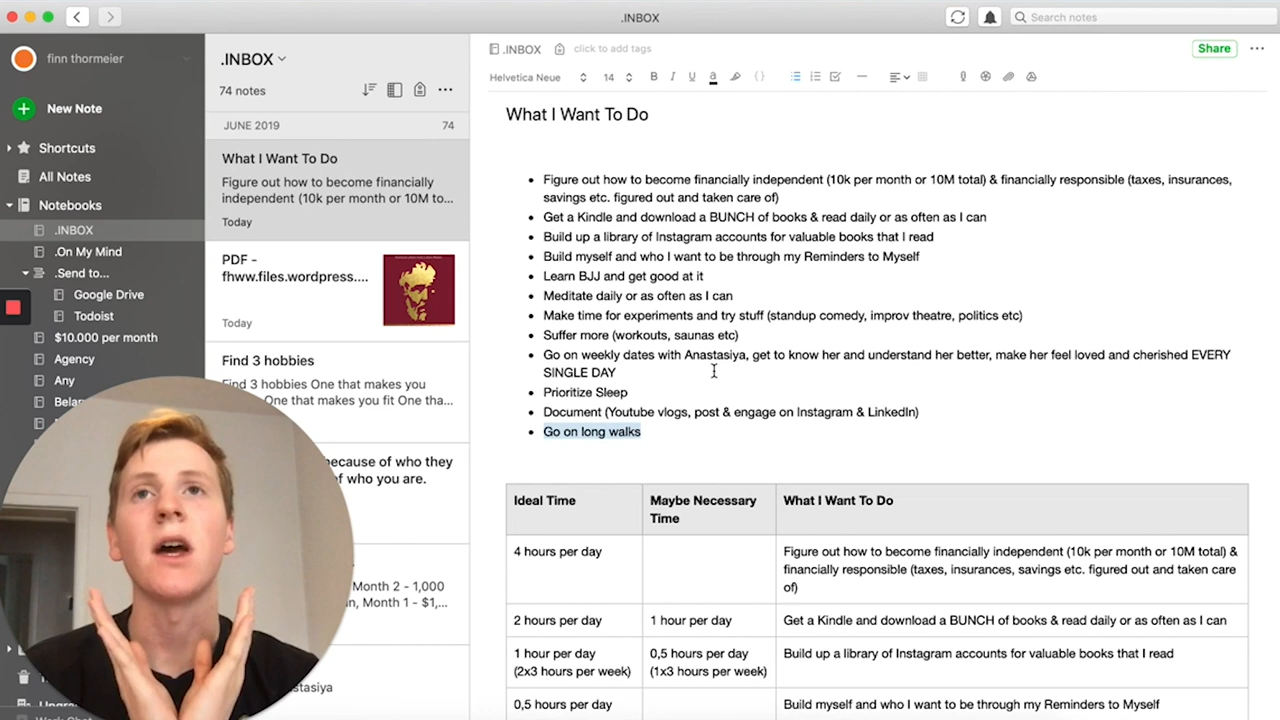 .INBOX
Search notes
finn thormeier
New Note
Shortcuts
All Notes
Notebooks
.INBOX
.On My Mind
.Send to...
Google Drive
Todoist
$10.000 per month
Agency
Any
.INBOX
74 notes
JUNE 2019 74
What I Want To Do
Figure out how to become financially
independent (10k per month or 10M to...
Today
PDF -
fhww.files.wordpress....
Today
Find 3 hobbies
Find 3 hobbies One that makes you
One that makes you fit One tha...
because of who they
of who you are.
Month 2 - 1,000
Month 1 - $1,...
.INBOX click to add tags
Share
Helvetica Neue 14 B I U a
What I Want To Do
• Figure out how to become financially independent (10k per month or 10M total) & financially responsible (taxes, insurances,
savings etc. figured out and taken care of)
• Get a Kindle and download a BUNCH of books & read daily or as often as I can
• Build up a library of Instagram accounts for valuable books that I read
• Build myself and who I want to be through my Reminders to Myself
• Learn BJJ and get good at it
• Meditate daily or as often as I can
• Make time for experiments and try stuff (standup comedy, improv theatre, politics etc)
• Suffer more (workouts, saunas etc)
• Go on weekly dates with Anastasiya, get to know her and understand her better, make her feel loved and cherished EVERY
SINGLE DAY
• Prioritize Sleep
• Document (Youtube vlogs, post & engage on Instagram & LinkedIn)
• Go on long walks
Ideal Time
Maybe Necessary
Time
What I Want To Do
4 hours per day
Figure out how to become financially independent (10k per month or 10M total) &
financially responsible (taxes, insurances, savings etc. figured out and taken care
of)
2 hours per day
1 hour per day
Get a Kindle and download a BUNCH of books & read daily or as often as I can
1 hour per day
(2x3 hours per week)
0,5 hours per day
(1x3 hours per week)
Build up a library of Instagram accounts for valuable books that I read
0,5 hours per day
Build myself and who I want to be through my Reminders to Myself